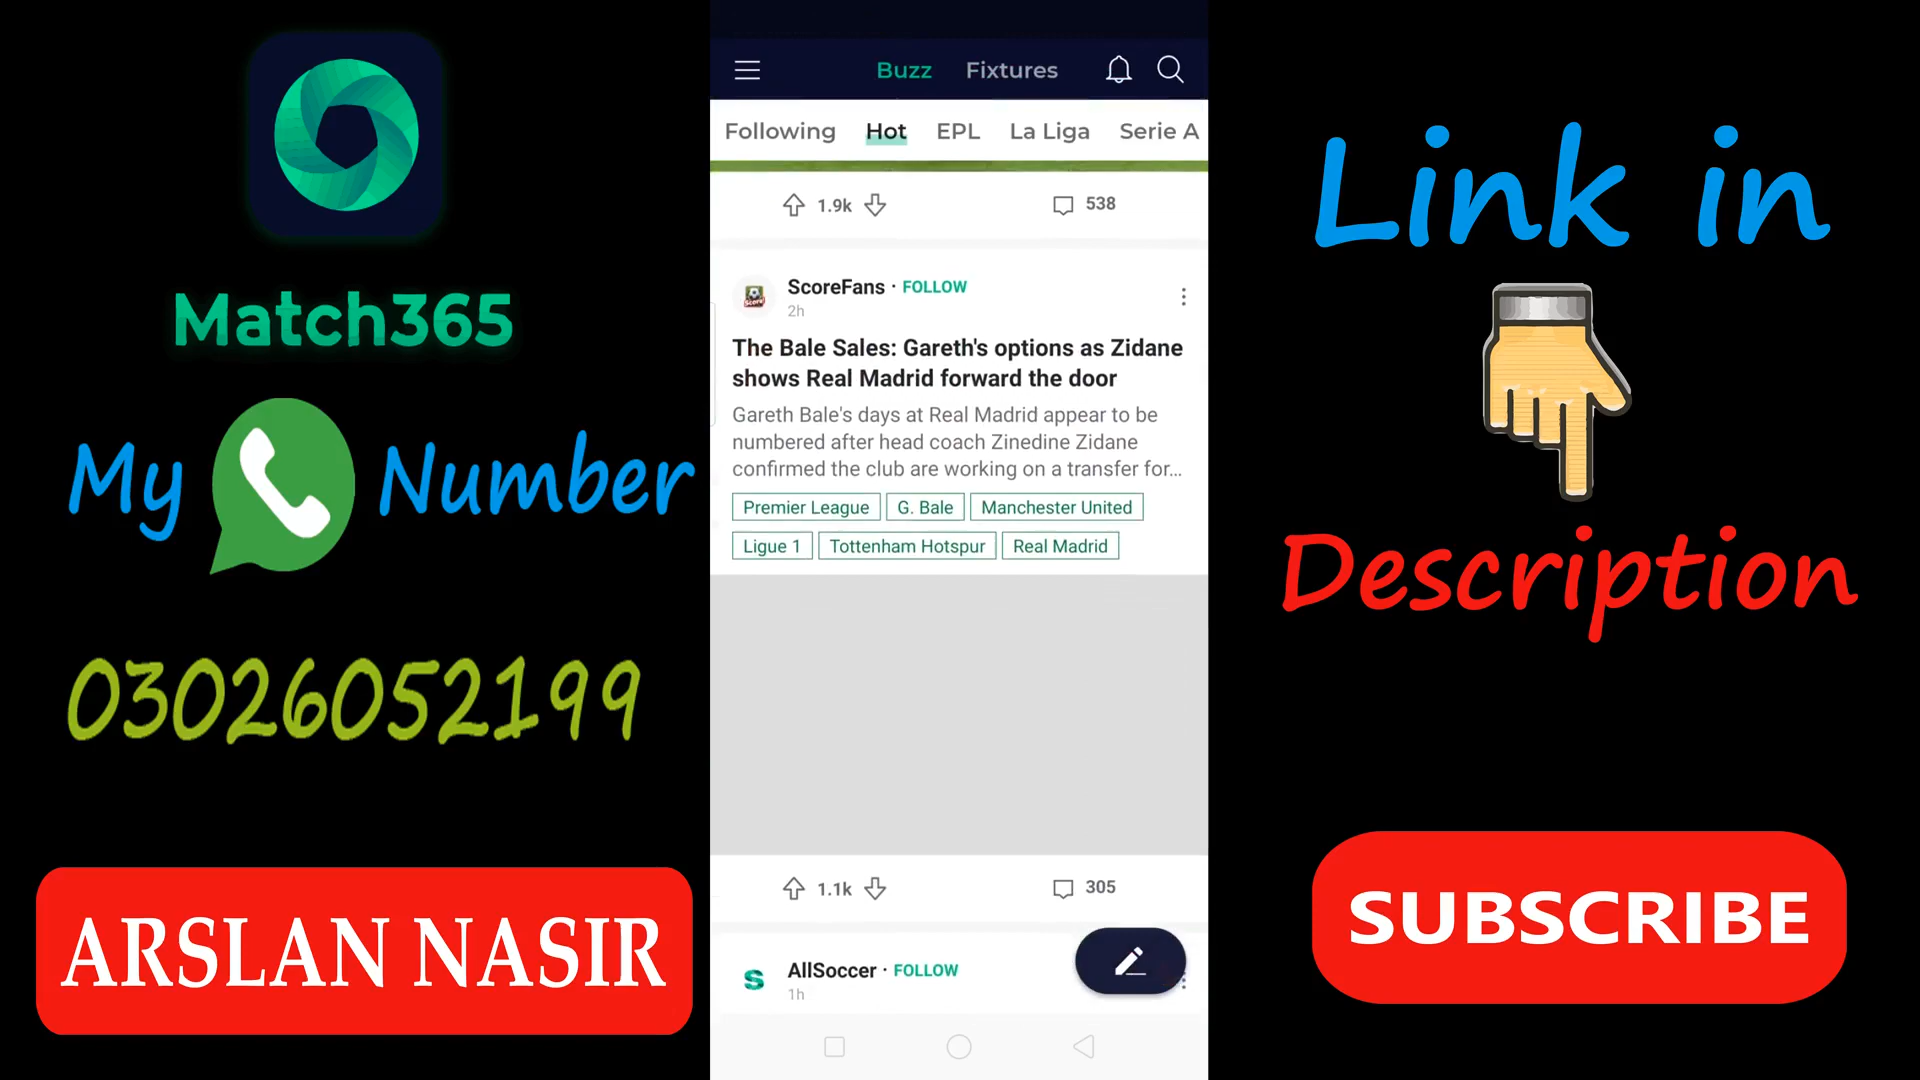 Match365
My Number
03026052199
ARSLAN NASIR
Buzz Fixtures
Following Hot EPL La Liga Serie A
1.9k 538
ScoreFans · FOLLOW
2h
The Bale Sales: Gareth's options as Zidane
shows Real Madrid forward the door
Gareth Bale's days at Real Madrid appear to be
numbered after head coach Zinedine Zidane
confirmed the club are working on a transfer for...
Premier League G. Bale Manchester United
Ligue 1 Tottenham Hotspur Real Madrid
1.1k 305
AllSoccer · FOLLOW
1h
Link in
Description
SUBSCRIBE